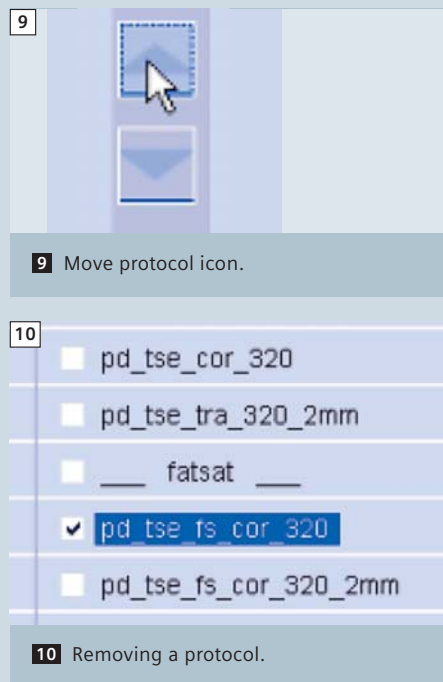 9
9 Move protocol icon.
10
pd_tse_cor_320
pd_tse_tra_320_2mm
___ fatsat ___
pd_tse_fs_cor_320
pd_tse_fs_cor_320_2mm
10 Removing a protocol.